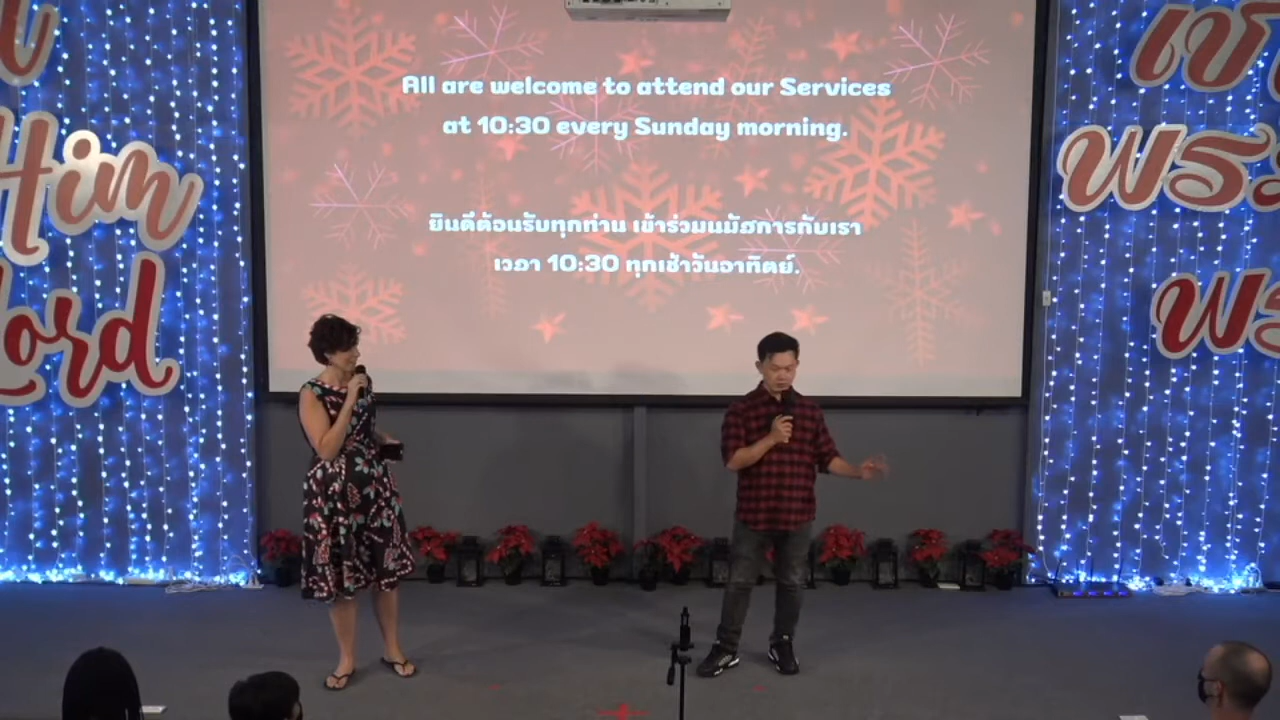 Him
Lord
All are welcome to attend our Services
at 10:30 every Sunday morning.
ยินดีต้อนรับทุกท่าน เข้าร่วมนมัสการกับเรา
เวลา 10:30 ทุกเช้าวันอาทิตย์.
พระ